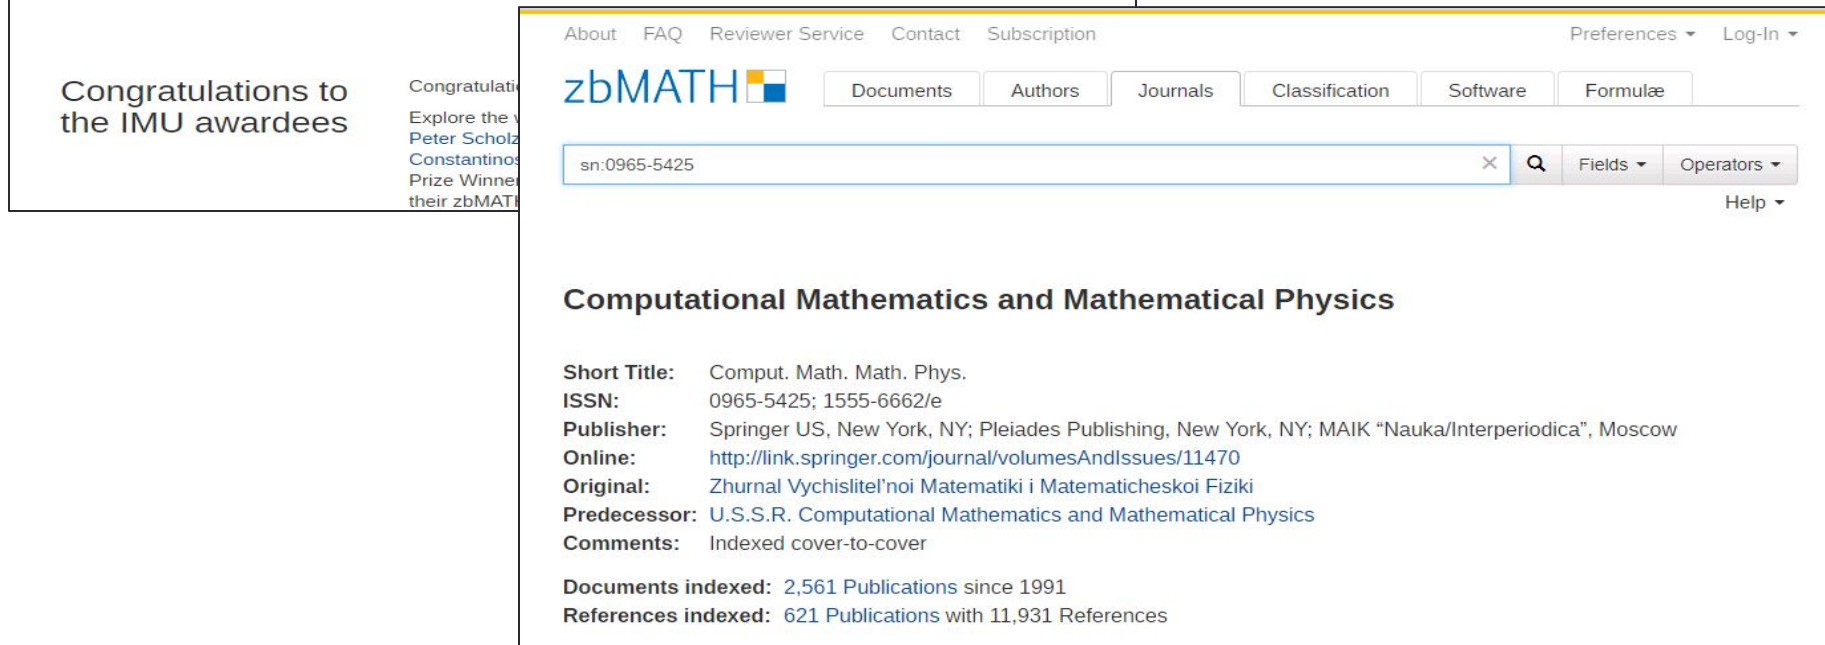 Congratulations to
the IMU awardees
Explore the
Peter
their
About FAQ Reviewer Service Contact Subscription Preferences Log-In
zbMATH Documents Authors Journals Classification Software Formulæ
sn:0965-5425 × Fields Operators
Help
Computational Mathematics and Mathematical Physics
Short Title: Comput. Math. Math. Phys.
ISSN: 0965-5425; 1555-6662/e
Publisher: Springer US, New York, NY; Pleiades Publishing, New York, NY; MAIK “Nauka/Interperiodica”, Moscow
Online: http://link.springer.com/journal/volumesAndIssues/11470
Original: Zhurnal Vychislitel’noi Matematiki i Matematicheskoi Fiziki
Predecessor: U.S.S.R. Computational Mathematics and Mathematical Physics
Comments: Indexed cover-to-cover
Documents indexed: 2,561 Publications since 1991
References indexed: 621 Publications with 11,931 References